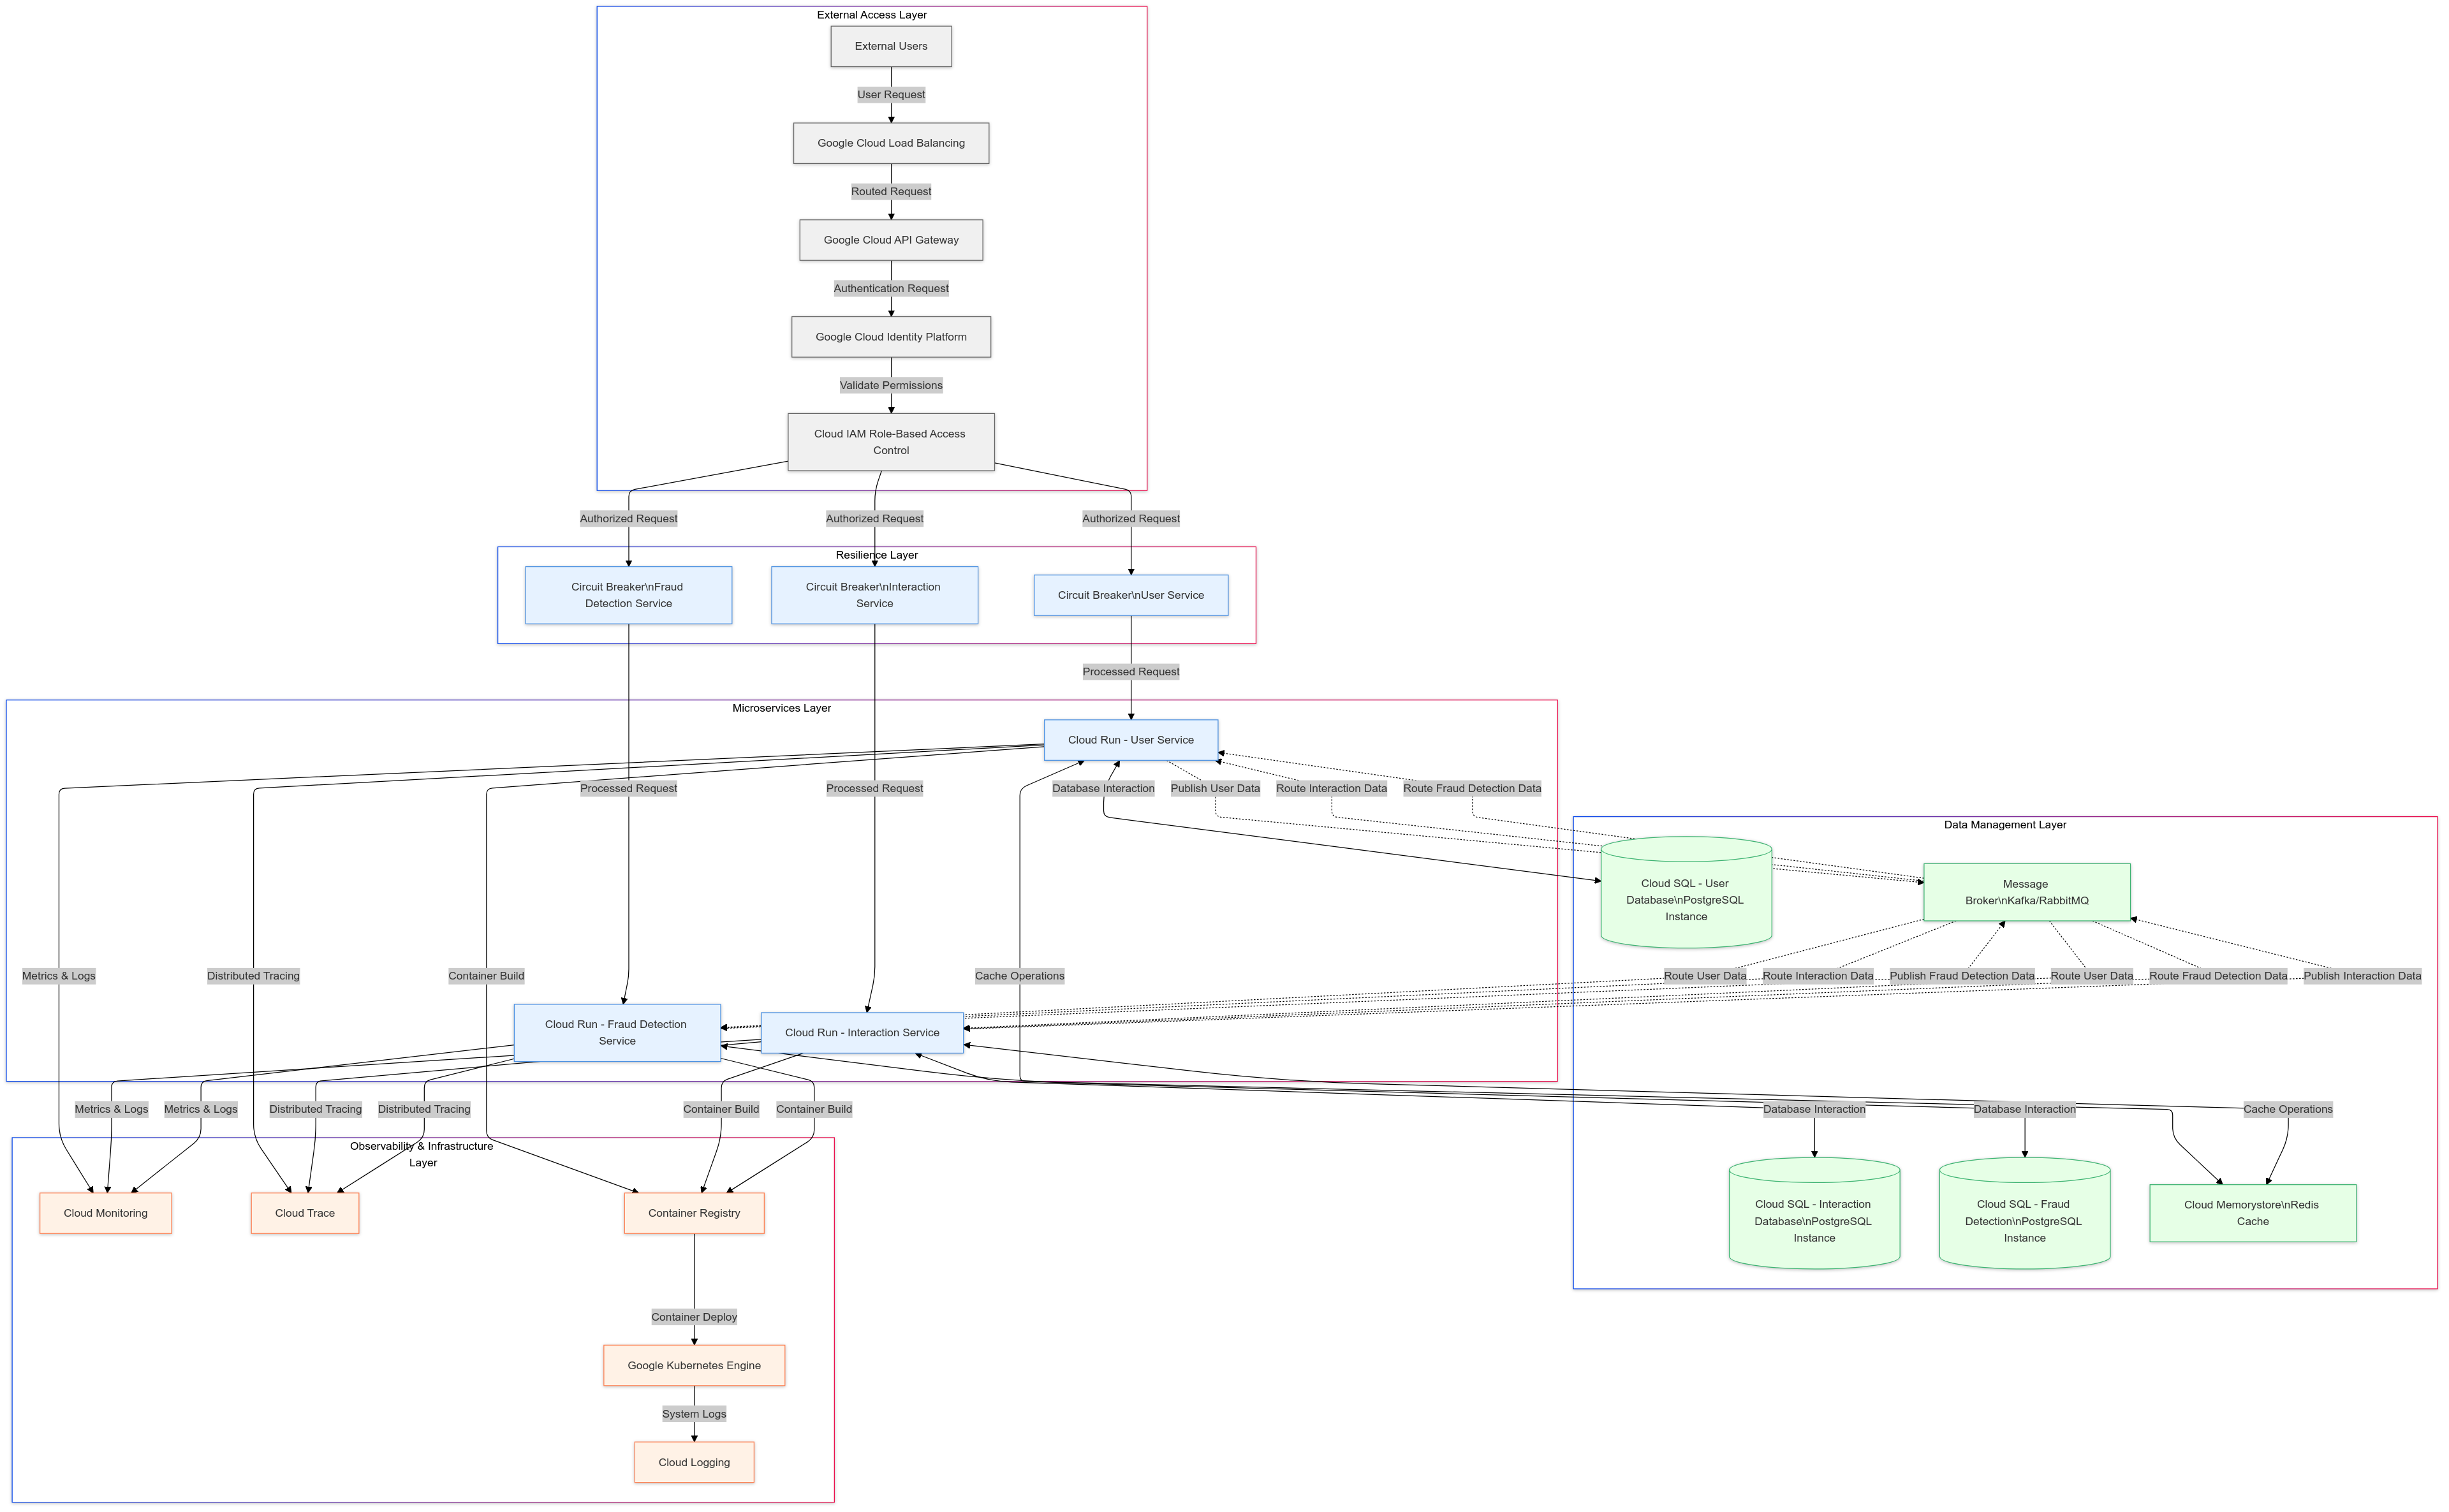 External Access Layer
External Users
User Request
Google Cloud Load Balancing
Routed Request
Google Cloud API Gateway
Authentication Request
Google Cloud Identity Platform
Validate Permissions
Cloud IAM Role-Based Access
Control
Authorized Request
Authorized Request
Authorized Request
Resilience Layer
Circuit Breaker\nFraud
Detection Service
Circuit Breaker\nInteraction
Service
Circuit Breaker\nUser Service
Processed Request
Microservices Layer
Cloud Run - User Service
Processed Request
Processed Request
Database Interaction
Publish User Data
Route Interaction Data
Route Fraud Detection Data
Data Management Layer
Cloud SQL - User
Database\nPostgreSQL
Instance
Message
Broker\nKafka/RabbitMQ
Metrics & Logs
Distributed Tracing
Container Build
Cache Operations
Route User Data
Route Interaction Data
Publish Fraud Detection Data
Route User Data
Route Fraud Detection Data
Publish Interaction Data
Cloud Run - Fraud Detection
Service
Cloud Run - Interaction Service
Metrics & Logs
Metrics & Logs
Distributed Tracing
Distributed Tracing
Container Build
Container Build
Database Interaction
Database Interaction
Cache Operations
Observability & Infrastructure
Layer
Cloud Monitoring
Cloud Trace
Container Registry
Cloud SQL - Interaction
Database\nPostgreSQL
Instance
Cloud SQL - Fraud
Detection\nPostgreSQL
Instance
Cloud Memorystore\nRedis
Cache
Container Deploy
Google Kubernetes Engine
System Logs
Cloud Logging